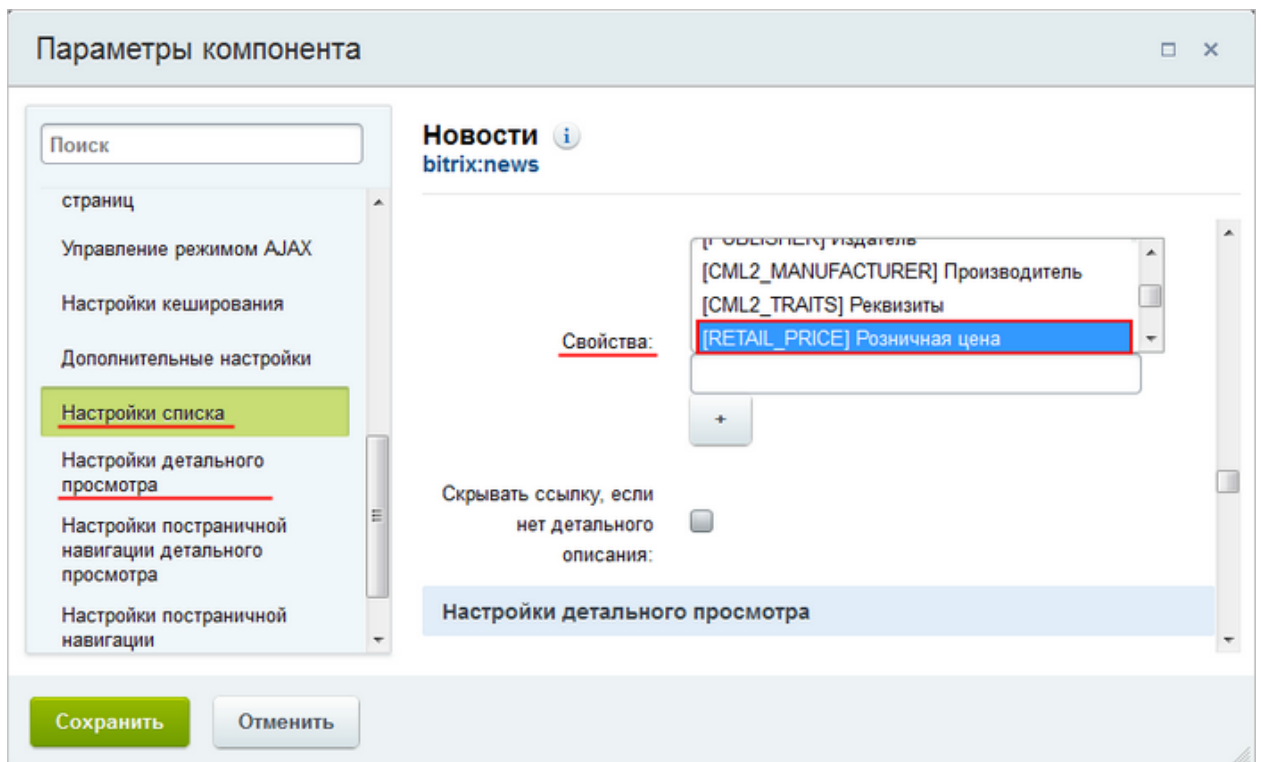 Параметры компонента
Поиск
страниц
Управление режимом AJAX
Настройки кеширования
Дополнительные настройки
Настройки списка
Настройки детального
просмотра
Настройки постраничной
навигации детального
просмотра
Настройки постраничной
навигации
Новости i
bitrix:news
Свойства:
[PUBLISHER] Издатель
[CML2_MANUFACTURER] Производитель
[CML2_TRAITS] Реквизиты
[RETAIL_PRICE] Розничная цена
+
Скрывать ссылку, если
нет детального
описания:
Настройки детального просмотра
Сохранить
Отменить